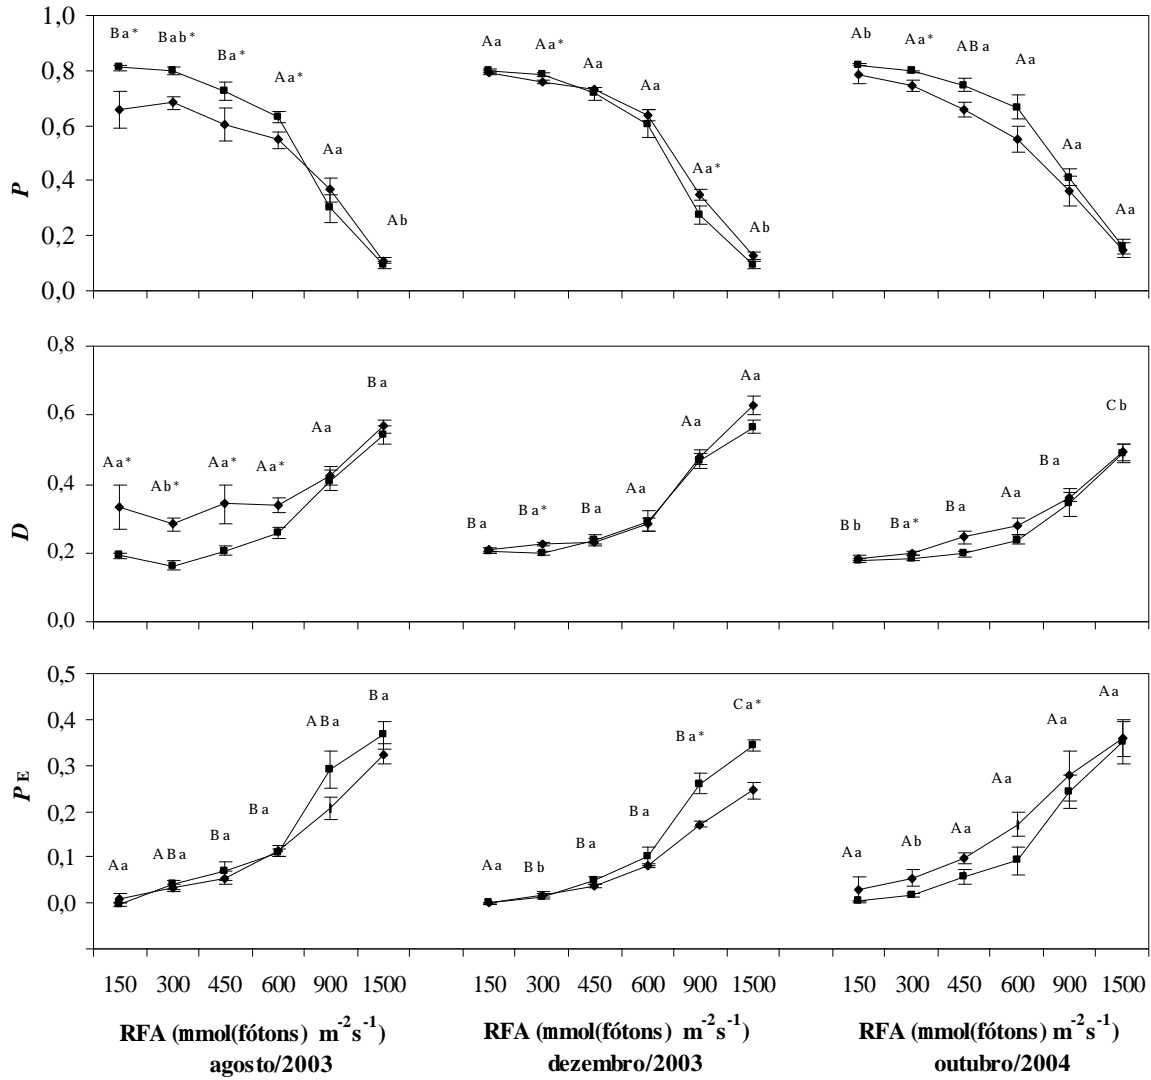 1,0
Ba* Bab* Ba* Aa* Aa Ab
Aa Aa* Aa Aa Aa* Ab
Ab Aa* ABa Aa Aa Aa
0,8
0,6
0,4
0,2
0,0
P
0,8
Aa* Ab* Aa* Aa* Aa Ba
Ba Ba* Ba Aa Aa Aa
Bb Ba* Ba Aa Ba Cb
0,6
0,4
0,2
0,0
D
0,5
Aa ABa Ba Ba ABa Ba
Aa Bb Ba Ba Ba* Ca*
Aa Ab Aa Aa Aa Aa
0,4
0,3
0,2
0,1
0,0
PE
150 300 450 600 900 1500 150 300 450 600 900 1500 150 300 450 600 900 1500
RFA (mmol(fótons) m-2s-1) RFA (mmol(fótons) m-2s-1) RFA (mmol(fótons) m-2s-1)
agosto/2003 dezembro/2003 outubro/2004